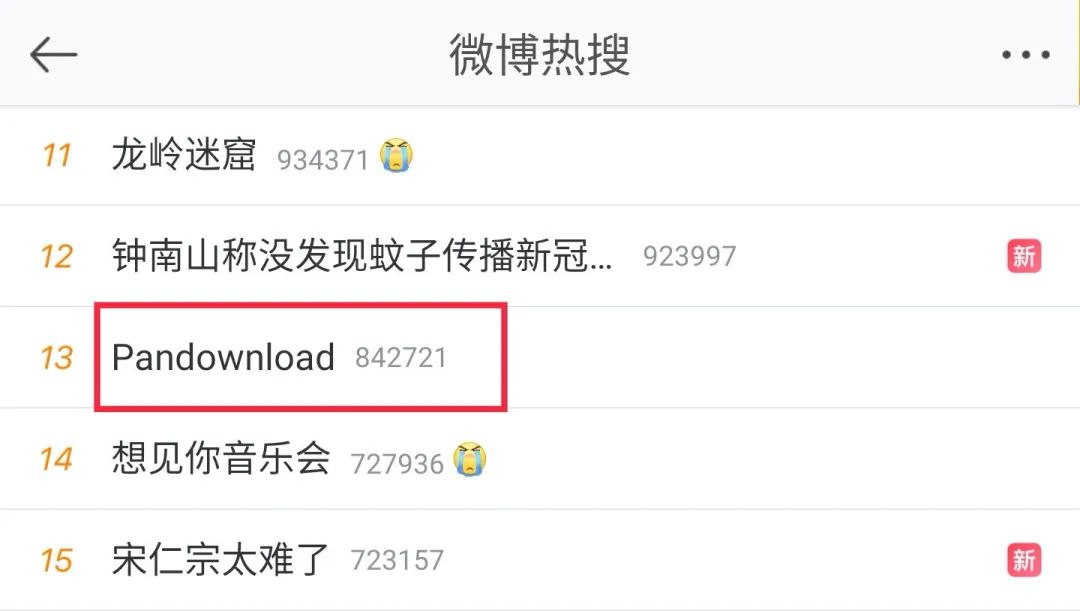 微博热搜
11 龙岭迷窟 934371
12 钟南山称没发现蚊子传播新冠... 923997 新
13 Pandownload 842721
14 想见你音乐会 727936
15 宋仁宗太难了 723157 新